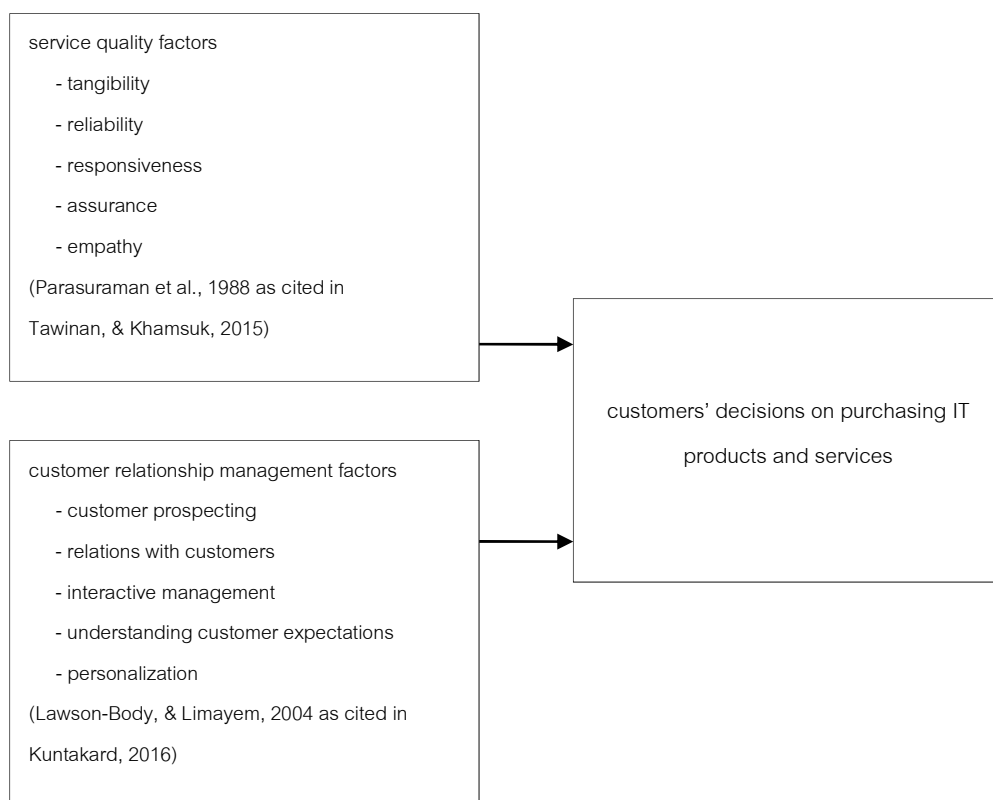 service quality factors
- tangibility
- reliability
- responsiveness
- assurance
- empathy
(Parasuraman et al., 1988 as cited in
Tawinan, & Khamsuk, 2015)
customer relationship management factors
- customer prospecting
- relations with customers
- interactive management
- understanding customer expectations
- personalization
(Lawson-Body, & Limayem, 2004 as cited in
Kuntakard, 2016)
customers’ decisions on purchasing IT
products and services